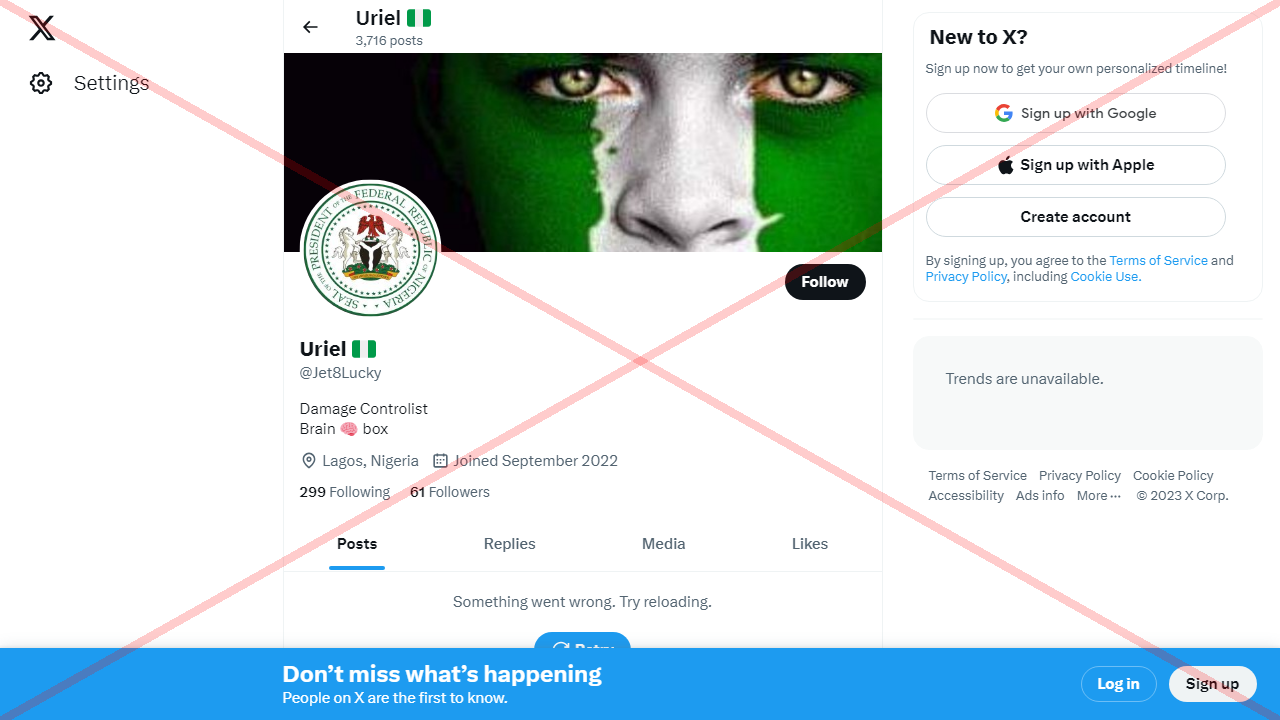 Settings
Uriel 🇳🇬
3,716 posts
SEAL OF THE PRESIDENT OF THE FEDERAL REPUBLIC OF NIGERIA
Follow
Uriel 🇳🇬
@Jet8Lucky
Damage Controlist
Brain 🧠 box
Lagos, Nigeria Joined September 2022
299 Following 61 Followers
Posts Replies Media Likes
Something went wrong. Try reloading.
Retry
New to X?
Sign up now to get your own personalized timeline!
Sign up with Google
Sign up with Apple
Create account
By signing up, you agree to the Terms of Service and
Privacy Policy, including Cookie Use.
Trends are unavailable.
Terms of Service Privacy Policy Cookie Policy
Accessibility Ads info More ··· © 2023 X Corp.
Don’t miss what’s happening
People on X are the first to know.
Log in Sign up